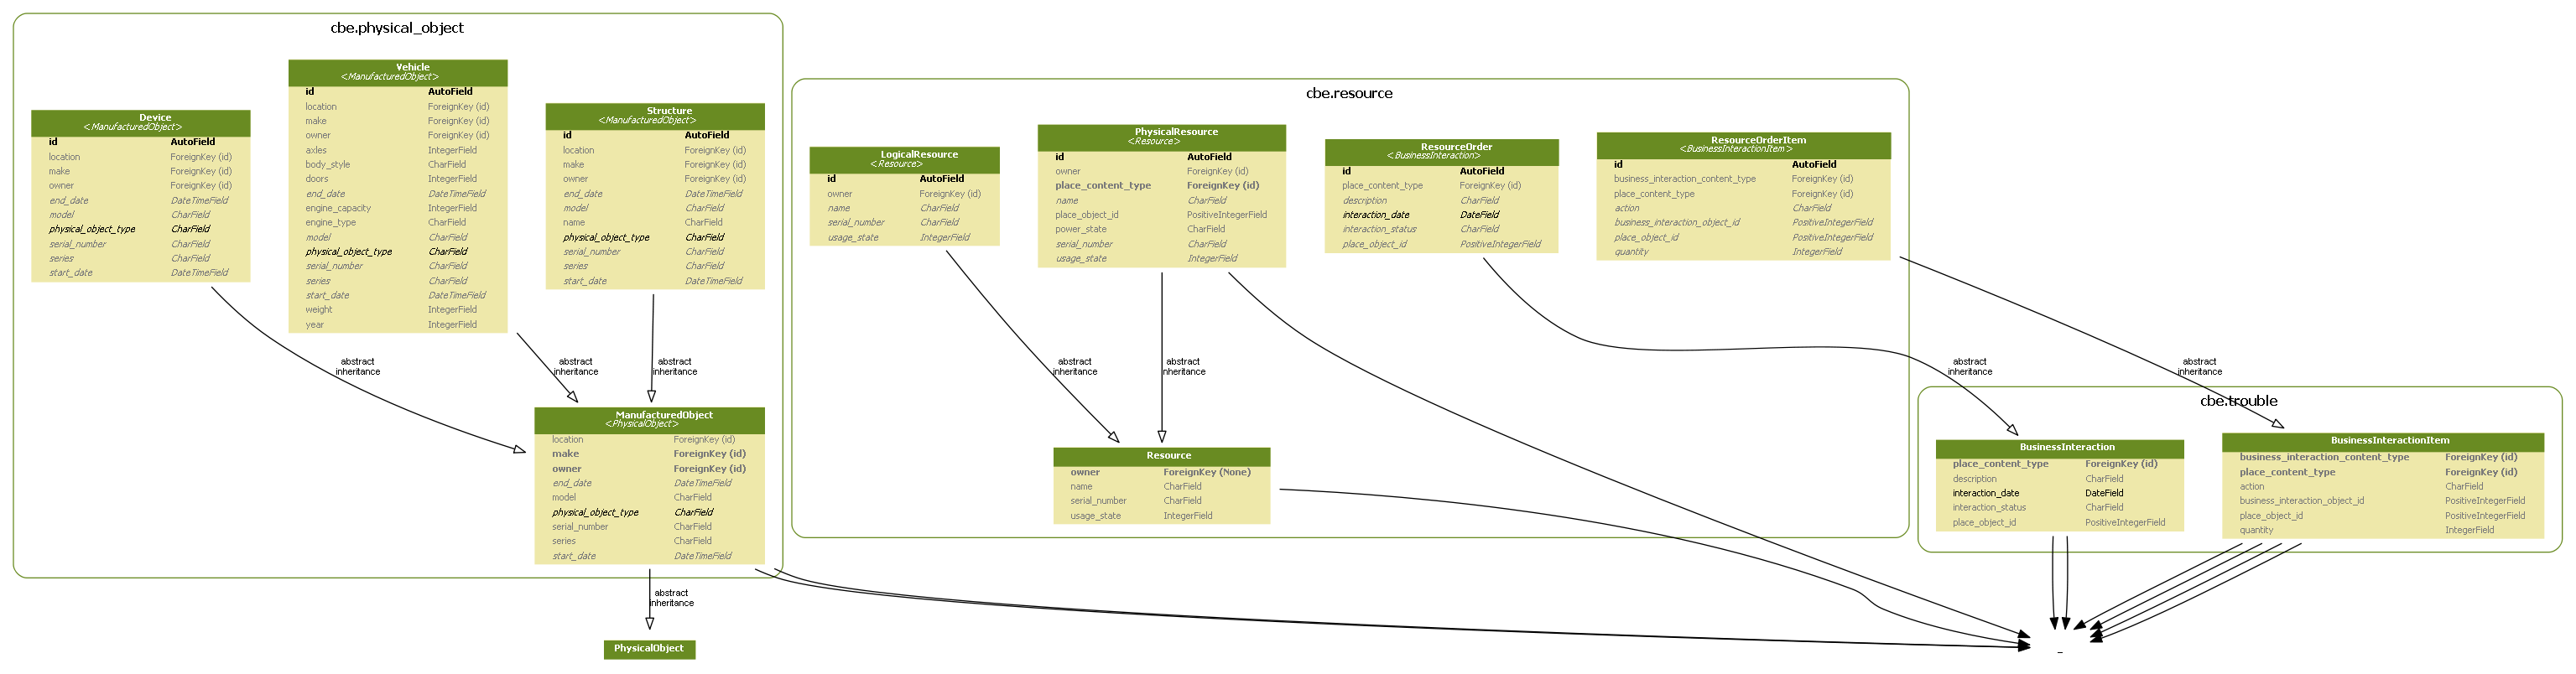 cbe.physical_object
Device
<ManufacturedObject>
id AutoField
location ForeignKey (id)
make ForeignKey (id)
owner ForeignKey (id)
end_date DateTimeField
model CharField
physical_object_type CharField
serial_number CharField
series CharField
start_date DateTimeField
Vehicle
<ManufacturedObject>
id AutoField
location ForeignKey (id)
make ForeignKey (id)
owner ForeignKey (id)
axles IntegerField
body_style CharField
doors IntegerField
end_date DateTimeField
engine_capacity IntegerField
engine_type CharField
model CharField
physical_object_type CharField
serial_number CharField
series CharField
start_date DateTimeField
weight IntegerField
year IntegerField
Structure
<ManufacturedObject>
id AutoField
location ForeignKey (id)
make ForeignKey (id)
owner ForeignKey (id)
end_date DateTimeField
model CharField
name CharField
physical_object_type CharField
serial_number CharField
series CharField
start_date DateTimeField
abstract
inheritance
abstract
inheritance
abstract
inheritance
ManufacturedObject
<PhysicalObject>
location ForeignKey (id)
make ForeignKey (id)
owner ForeignKey (id)
end_date DateTimeField
model CharField
physical_object_type CharField
serial_number CharField
series CharField
start_date DateTimeField
abstract
inheritance
PhysicalObject
cbe.resource
LogicalResource
<Resource>
id AutoField
owner ForeignKey (id)
name CharField
serial_number CharField
usage_state IntegerField
PhysicalResource
<Resource>
id AutoField
owner ForeignKey (id)
place_content_type ForeignKey (id)
name CharField
place_object_id PositiveIntegerField
power_state CharField
serial_number CharField
usage_state IntegerField
ResourceOrder
<BusinessInteraction>
id AutoField
place_content_type ForeignKey (id)
description CharField
interaction_date DateField
interaction_status CharField
place_object_id PositiveIntegerField
ResourceOrderItem
<BusinessInteractionItem>
id AutoField
business_interaction_content_type ForeignKey (id)
place_content_type ForeignKey (id)
action CharField
business_interaction_object_id PositiveIntegerField
place_object_id PositiveIntegerField
quantity IntegerField
abstract
inheritance
abstract
inheritance
abstract
inheritance
abstract
inheritance
Resource
owner ForeignKey (None)
name CharField
serial_number CharField
usage_state IntegerField
cbe.trouble
BusinessInteraction
place_content_type ForeignKey (id)
description CharField
interaction_date DateField
interaction_status CharField
place_object_id PositiveIntegerField
BusinessInteractionItem
business_interaction_content_type ForeignKey (id)
place_content_type ForeignKey (id)
action CharField
business_interaction_object_id PositiveIntegerField
place_object_id PositiveIntegerField
quantity IntegerField
_